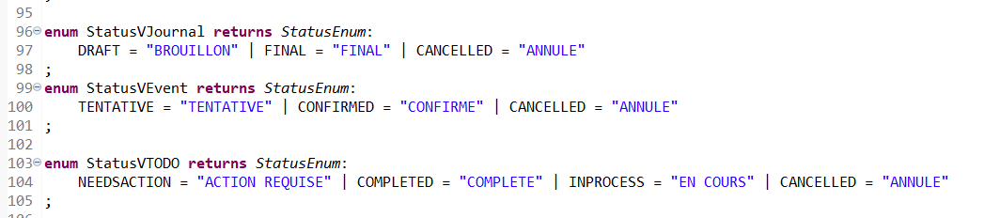 95
96 enum StatusVJournal returns StatusEnum:
97 DRAFT = "BROUILLON" | FINAL = "FINAL" | CANCELLED = "ANNULE"
98 ;
99 enum StatusVEvent returns StatusEnum:
100 TENTATIVE = "TENTATIVE" | CONFIRMED = "CONFIRME" | CANCELLED = "ANNULE"
101 ;
102
103 enum StatusVTODO returns StatusEnum:
104 NEEDSACTION = "ACTION REQUISE" | COMPLETED = "COMPLETE" | INPROCESS = "EN COURS" | CANCELLED = "ANNULE"
105 ;